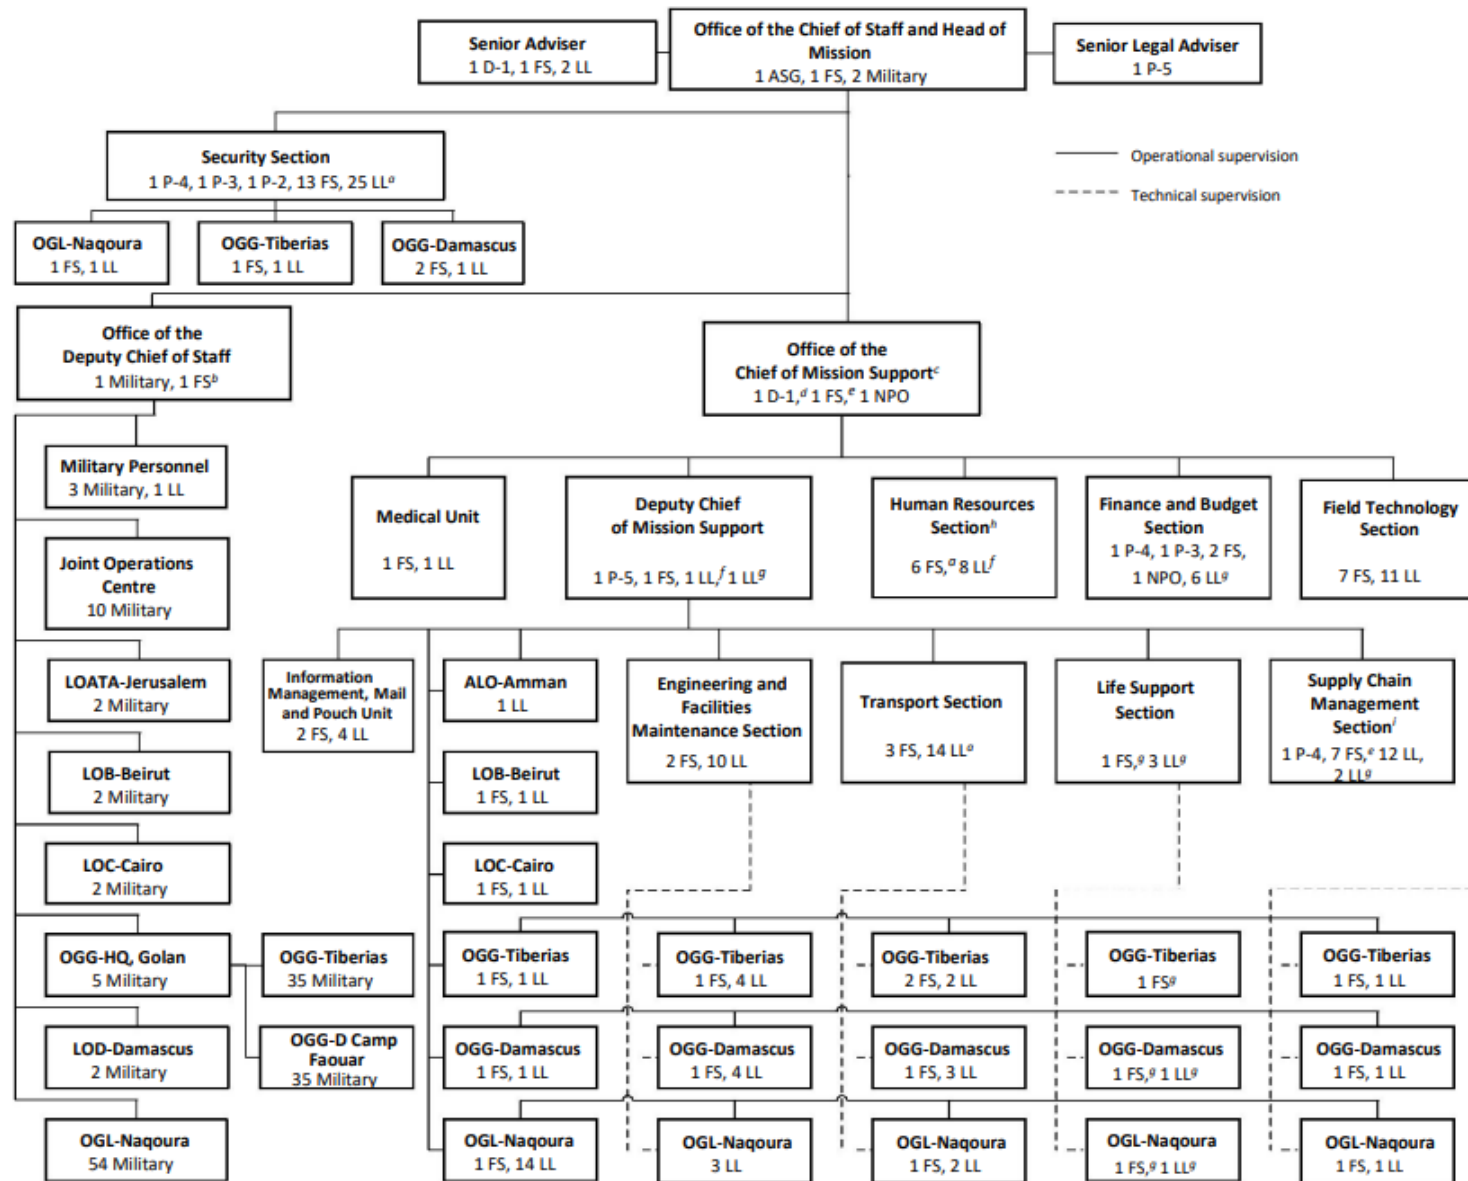 Office of the Chief of Staff and Head of
Mission
1 ASG, 1 FS, 2 Military
Senior Adviser
1 D-1, 1 FS, 2 LL
Senior Legal Adviser
1 P-5
Operational supervision
Technical supervision
Security Section
1 P-4, 1 P-3, 1 P-2, 13 FS, 25 LLᵃ
OGL-Naqoura
1 FS, 1 LL
OGG-Tiberias
1 FS, 1 LL
OGG-Damascus
2 FS, 1 LL
Office of the
Deputy Chief of Staff
1 Military, 1 FSᵇ
Office of the
Chief of Mission Supportᶜ
1 D-1,ᵈ 1 FS,ᵉ 1 NPO
Military Personnel
3 Military, 1 LL
Joint Operations
Centre
10 Military
LOATA-Jerusalem
2 Military
LOB-Beirut
2 Military
LOC-Cairo
2 Military
OGG-HQ, Golan
5 Military
OGG-Tiberias
35 Military
OGG-D Camp
Faouar
35 Military
LOD-Damascus
2 Military
OGL-Naqoura
54 Military
Medical Unit
1 FS, 1 LL
Deputy Chief
of Mission Support
1 P-5, 1 FS, 1 LL,ᶠ 1 LLᵍ
Human Resources
Sectionʰ
6 FS,ᵃ 8 LLᶠ
Finance and Budget
Section
1 P-4, 1 P-3, 2 FS,
1 NPO, 6 LLᵍ
Field Technology
Section
7 FS, 11 LL
Information
Management, Mail
and Pouch Unit
2 FS, 4 LL
ALO-Amman
1 LL
LOB-Beirut
1 FS, 1 LL
LOC-Cairo
1 FS, 1 LL
Engineering and
Facilities
Maintenance Section
2 FS, 10 LL
Transport Section
3 FS, 14 LLᵃ
Life Support
Section
1 FS,ᵍ 3 LLᵍ
Supply Chain
Management
Sectionⁱ
1 P-4, 7 FS,ᵉ 12 LL,
2 LLᵍ
OGG-Tiberias
1 FS, 1 LL
OGG-Tiberias
1 FS, 4 LL
OGG-Tiberias
2 FS, 2 LL
OGG-Tiberias
1 FSᵍ
OGG-Tiberias
1 FS, 1 LL
OGG-Damascus
1 FS, 1 LL
OGG-Damascus
1 FS, 4 LL
OGG-Damascus
1 FS, 3 LL
OGG-Damascus
1 FS,ᵍ 1 LLᵍ
OGG-Damascus
1 FS, 1 LL
OGL-Naqoura
1 FS, 14 LL
OGL-Naqoura
3 LL
OGL-Naqoura
1 FS, 2 LL
OGL-Naqoura
1 FS,ᵍ 1 LLᵍ
OGL-Naqoura
1 FS, 1 LL